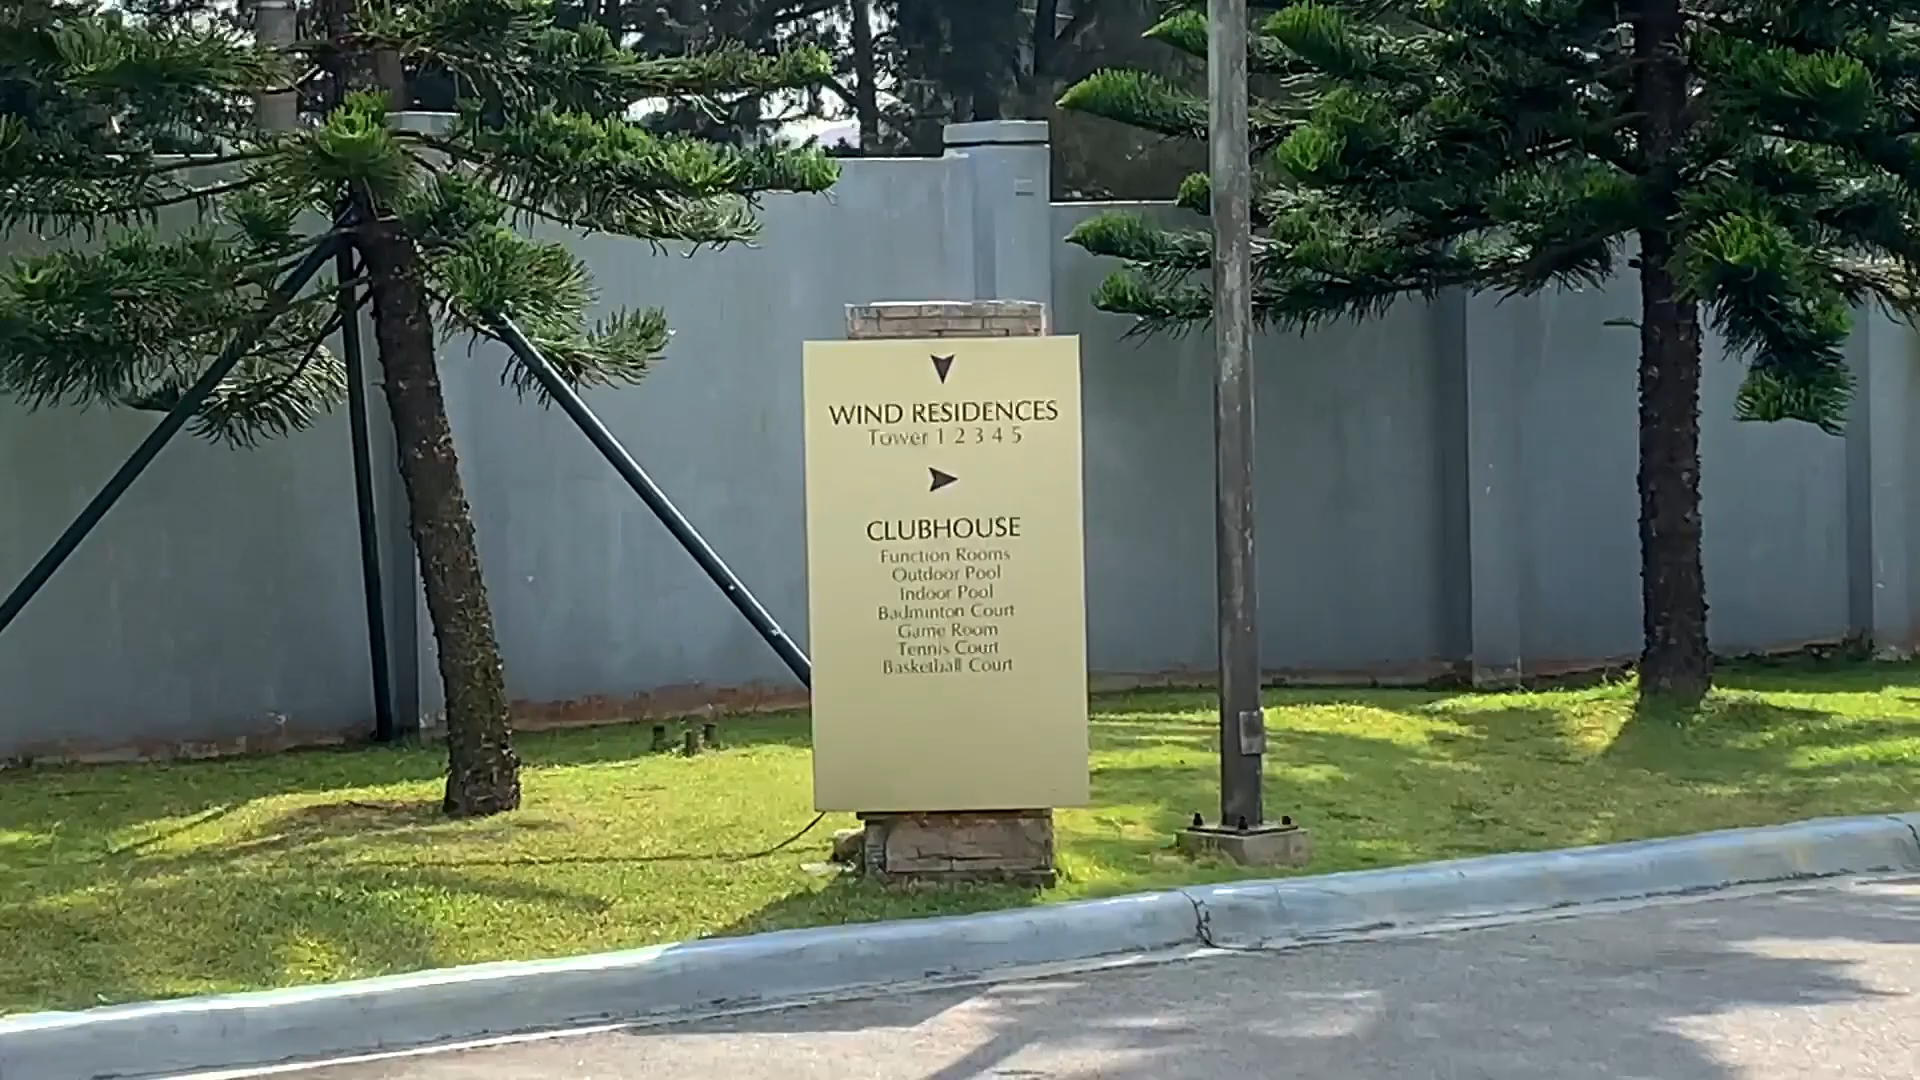 WIND RESIDENCES
Tower 1 2 3 4 5
CLUBHOUSE
Function Rooms
Outdoor Pool
Indoor Pool
Badminton Court
Game Room
Tennis Court
Basketball Court